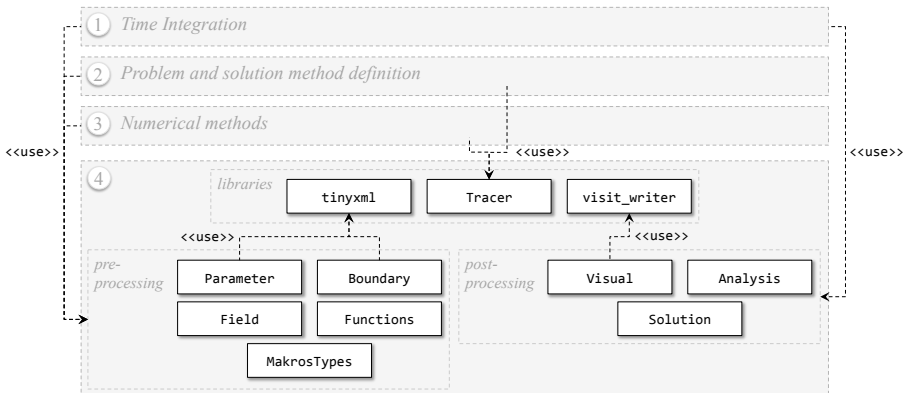 1 Time Integration
2 Problem and solution method definition
3 Numerical methods
<<use>>
<<use>>
<<use>>
4
libraries
tinyxml
Tracer
visit_writer
<<use>>
<<use>>
pre-
processing
Parameter
Boundary
Field
Functions
MakrosTypes
post-
processing
Visual
Analysis
Solution